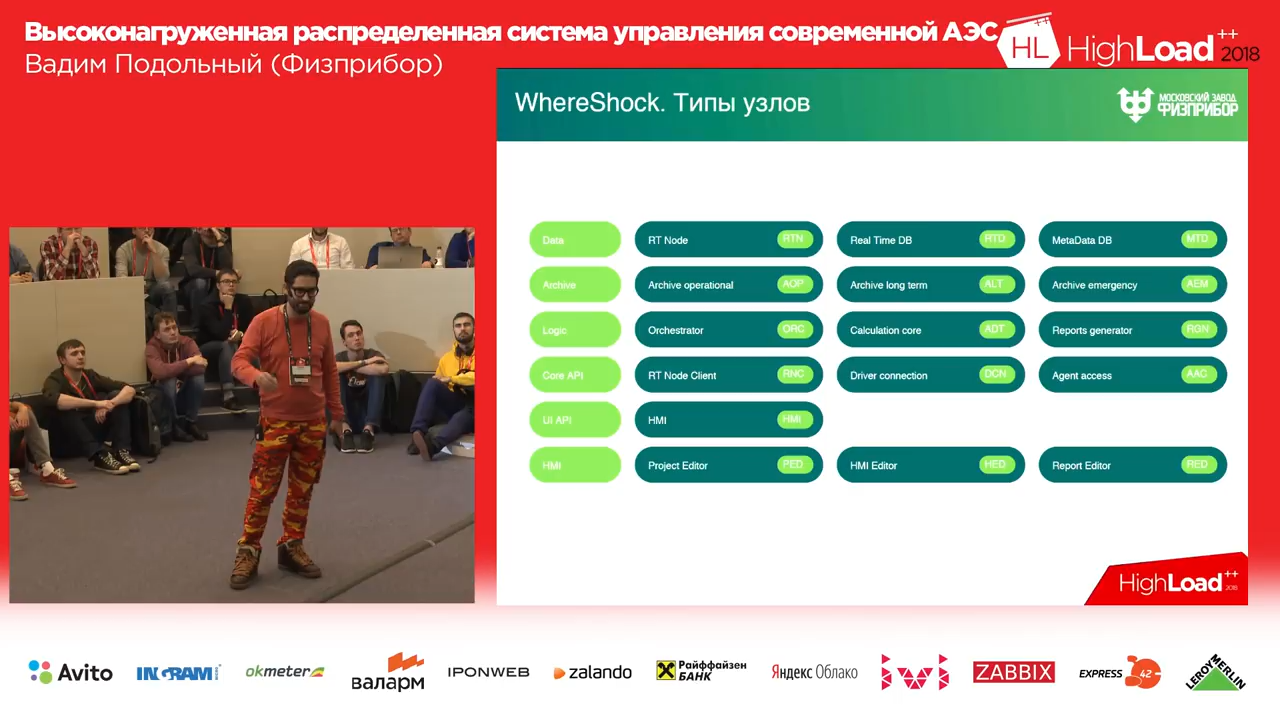 Высоконагруженная распределенная система управления современной АЭС
Вадим Подольный (Физприбор)
HL HighLoad++ 2018
WhereShock. Типы узлов
МОСКОВСКИЙ ЗАВОД
ФИЗПРИБОР
Data RT Node RTN Real Time DB RTD MetaData DB MTD
Archive Archive operational AOP Archive long term ALT Archive emergency AEM
Logic Orchestrator ORC Calculation core ADT Reports generator RGN
Core API RT Node Client RNC Driver connection DCN Agent access AAC
UI API HMI HMI
HMI Project Editor PED HMI Editor HED Report Editor RED
HighLoad++ 2018
Avito INGRAM okmeter ВАЛАРМ IPONWEB zalando Райффайзен БАНК Яндекс Облако ivi ZABBIX EXPRESS 42 LEROY MERLIN